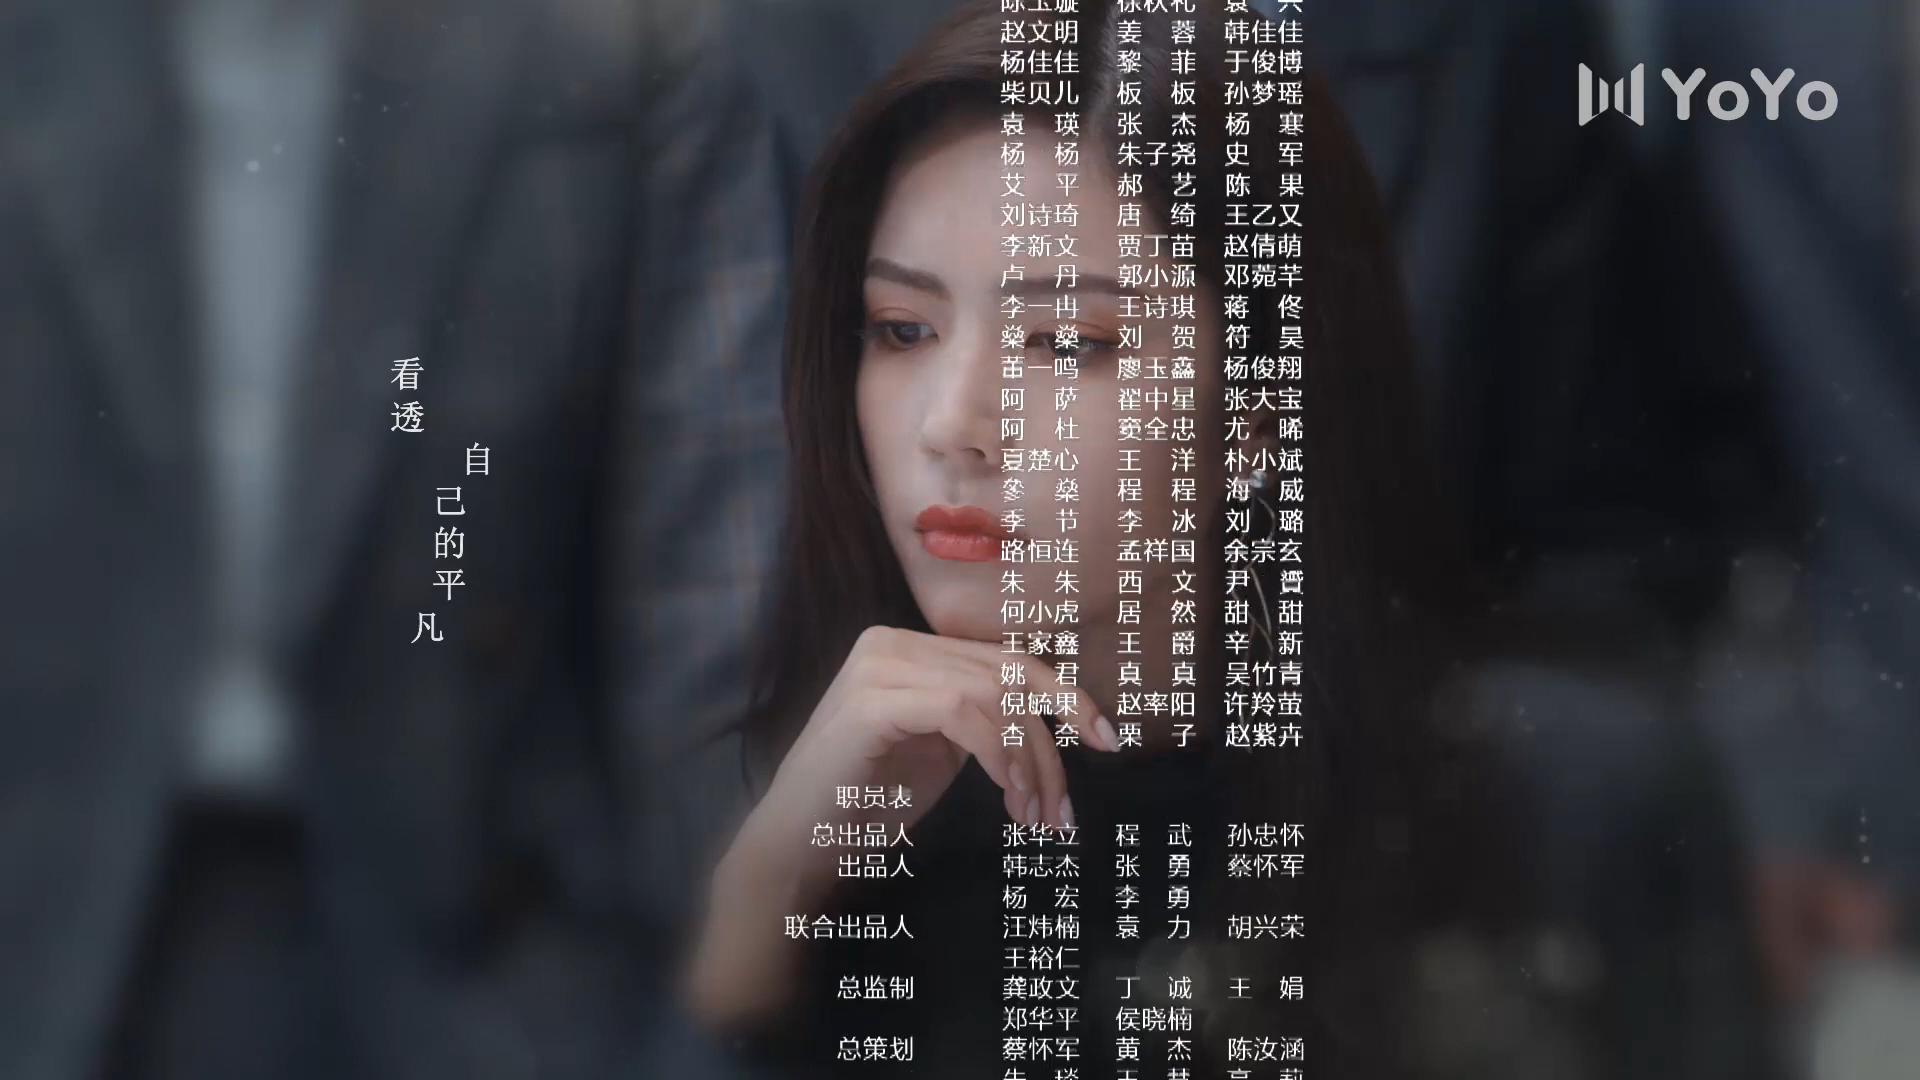 YoYo
看透
自
己的平
凡
赵文明 姜蓉 韩佳佳
杨佳佳 黎菲 于俊博
柴贝儿 板板 孙梦瑶
袁瑛 张杰 杨寒
杨杨 朱子尧 史军
艾平 郝艺 陈果
刘诗琦 唐绮 王乙又
李新文 贾丁苗 赵倩萌
卢丹 郭小源 邓菀芊
李一冉 王诗琪 蒋佟
燊燊 刘贺 符昊
苗一鸣 廖玉鑫 杨俊翔
阿萨 翟中星 张大宝
阿杜 窦全忠 尤晞
夏楚心 王洋 朴小斌
燊 程程 海威
季节 李冰 刘璐
路恒连 孟祥国 余宗玄
朱朱 西文 尹
何小虎 居然 甜甜
王家鑫 王爵 辛新
姚君 真真 吴竹青
倪毓果 赵率阳 许羚萤
杏奈 栗子 赵紫卉
职员表
总出品人 张华立 程武 孙忠怀
出品人 韩志杰 张勇 蔡怀军
杨宏 李勇
联合出品人 汪炜楠 袁力 胡兴荣
王裕仁
总监制 龚政文 丁诚 王娟
郑华平 侯晓楠
总策划 蔡怀军 黄杰 陈汝涵